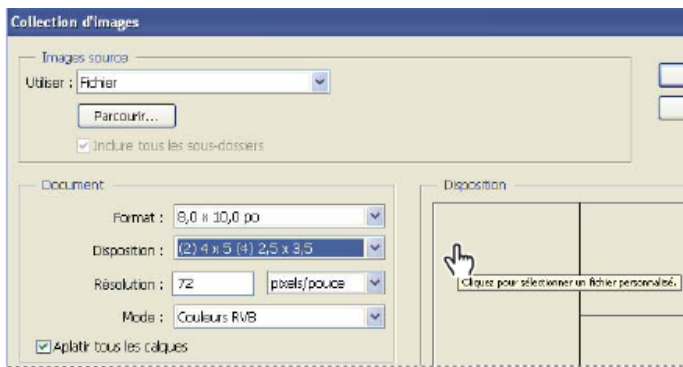 Collection d'images
Images source
Utiliser : Fichier
Parcourir...
Inclure tous les sous-dossiers
Document
Format : 8,0 x 10,0 po
Disposition : (2) 4 x 5 (4) 2,5 x 3,5
Résolution : 72 pixels/pouce
Mode : Couleurs RVB
Aplatir tous les calques
Disposition
Cliquez pour sélectionner un fichier personnalisé.